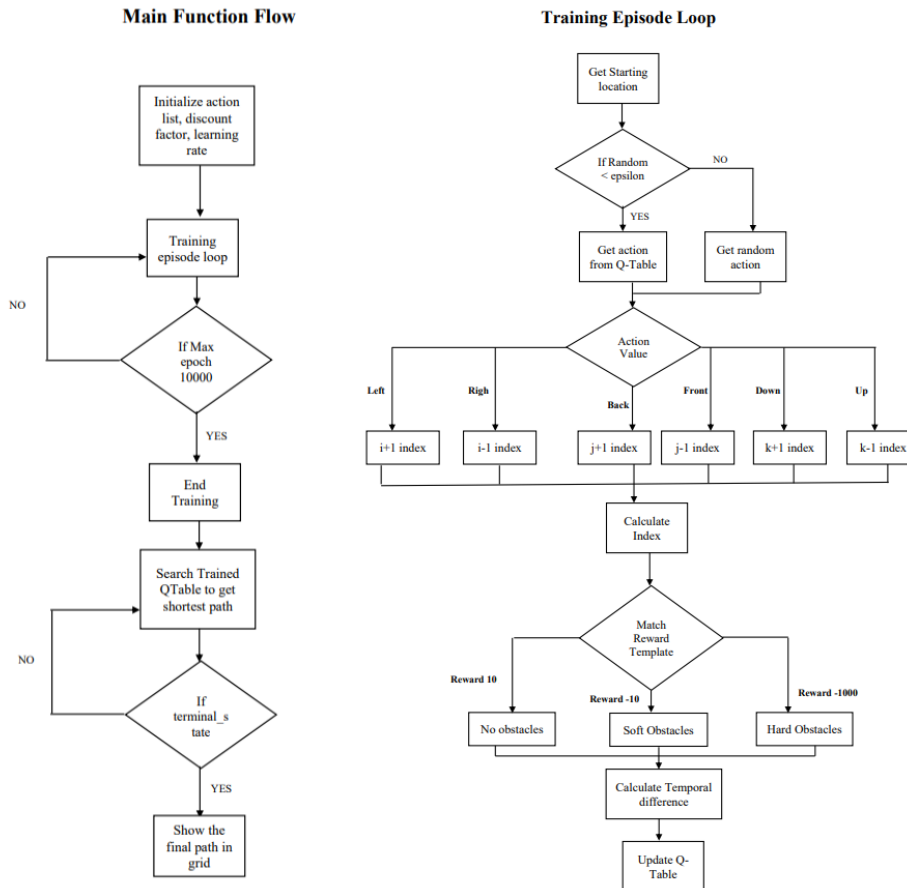 Main Function Flow
Initialize action
list, discount
factor, learning
rate
Training
episode loop
NO
If Max
epoch
10000
YES
End
Training
Search Trained
QTable to get
shortest path
NO
If
terminal_s
tate
YES
Show the
final path in
grid
Training Episode Loop
Get Starting
location
If Random
< epsilon
NO
YES
Get action
from Q-Table
Get random
action
Action
Value
Left
Righ
Back
Front
Down
Up
i+1 index
i-1 index
j+1 index
j-1 index
k+1 index
k-1 index
Calculate
Index
Match
Reward
Template
Reward 10
Reward -10
Reward -1000
No obstacles
Soft Obstacles
Hard Obstacles
Calculate Temporal
difference
Update Q-
Table